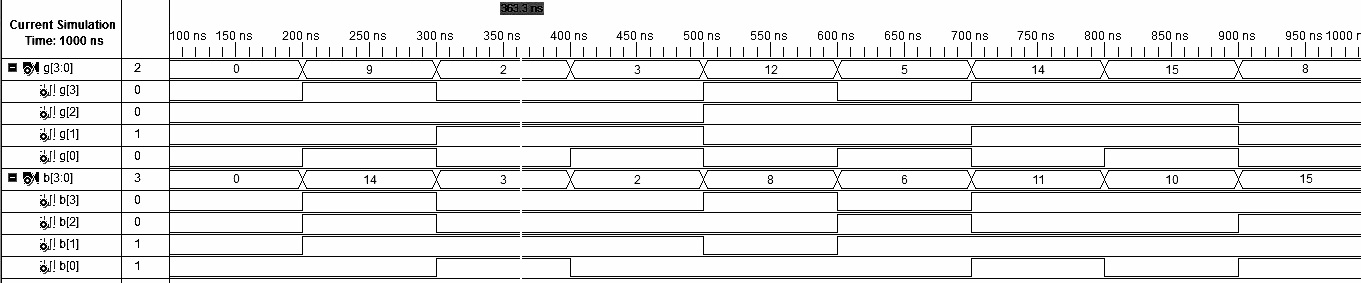 363.3 ns
Current Simulation
Time: 1000 ns
100 ns 150 ns 200 ns 250 ns 300 ns 350 ns 400 ns 450 ns 500 ns 550 ns 600 ns 650 ns 700 ns 750 ns 800 ns 850 ns 900 ns 950 ns 1000 n
g[3:0] 2 0 9 2 3 12 5 14 15 8
g[3] 0
g[2] 0
g[1] 1
g[0] 0
b[3:0] 3 0 14 3 2 8 6 11 10 15
b[3] 0
b[2] 0
b[1] 1
b[0] 1